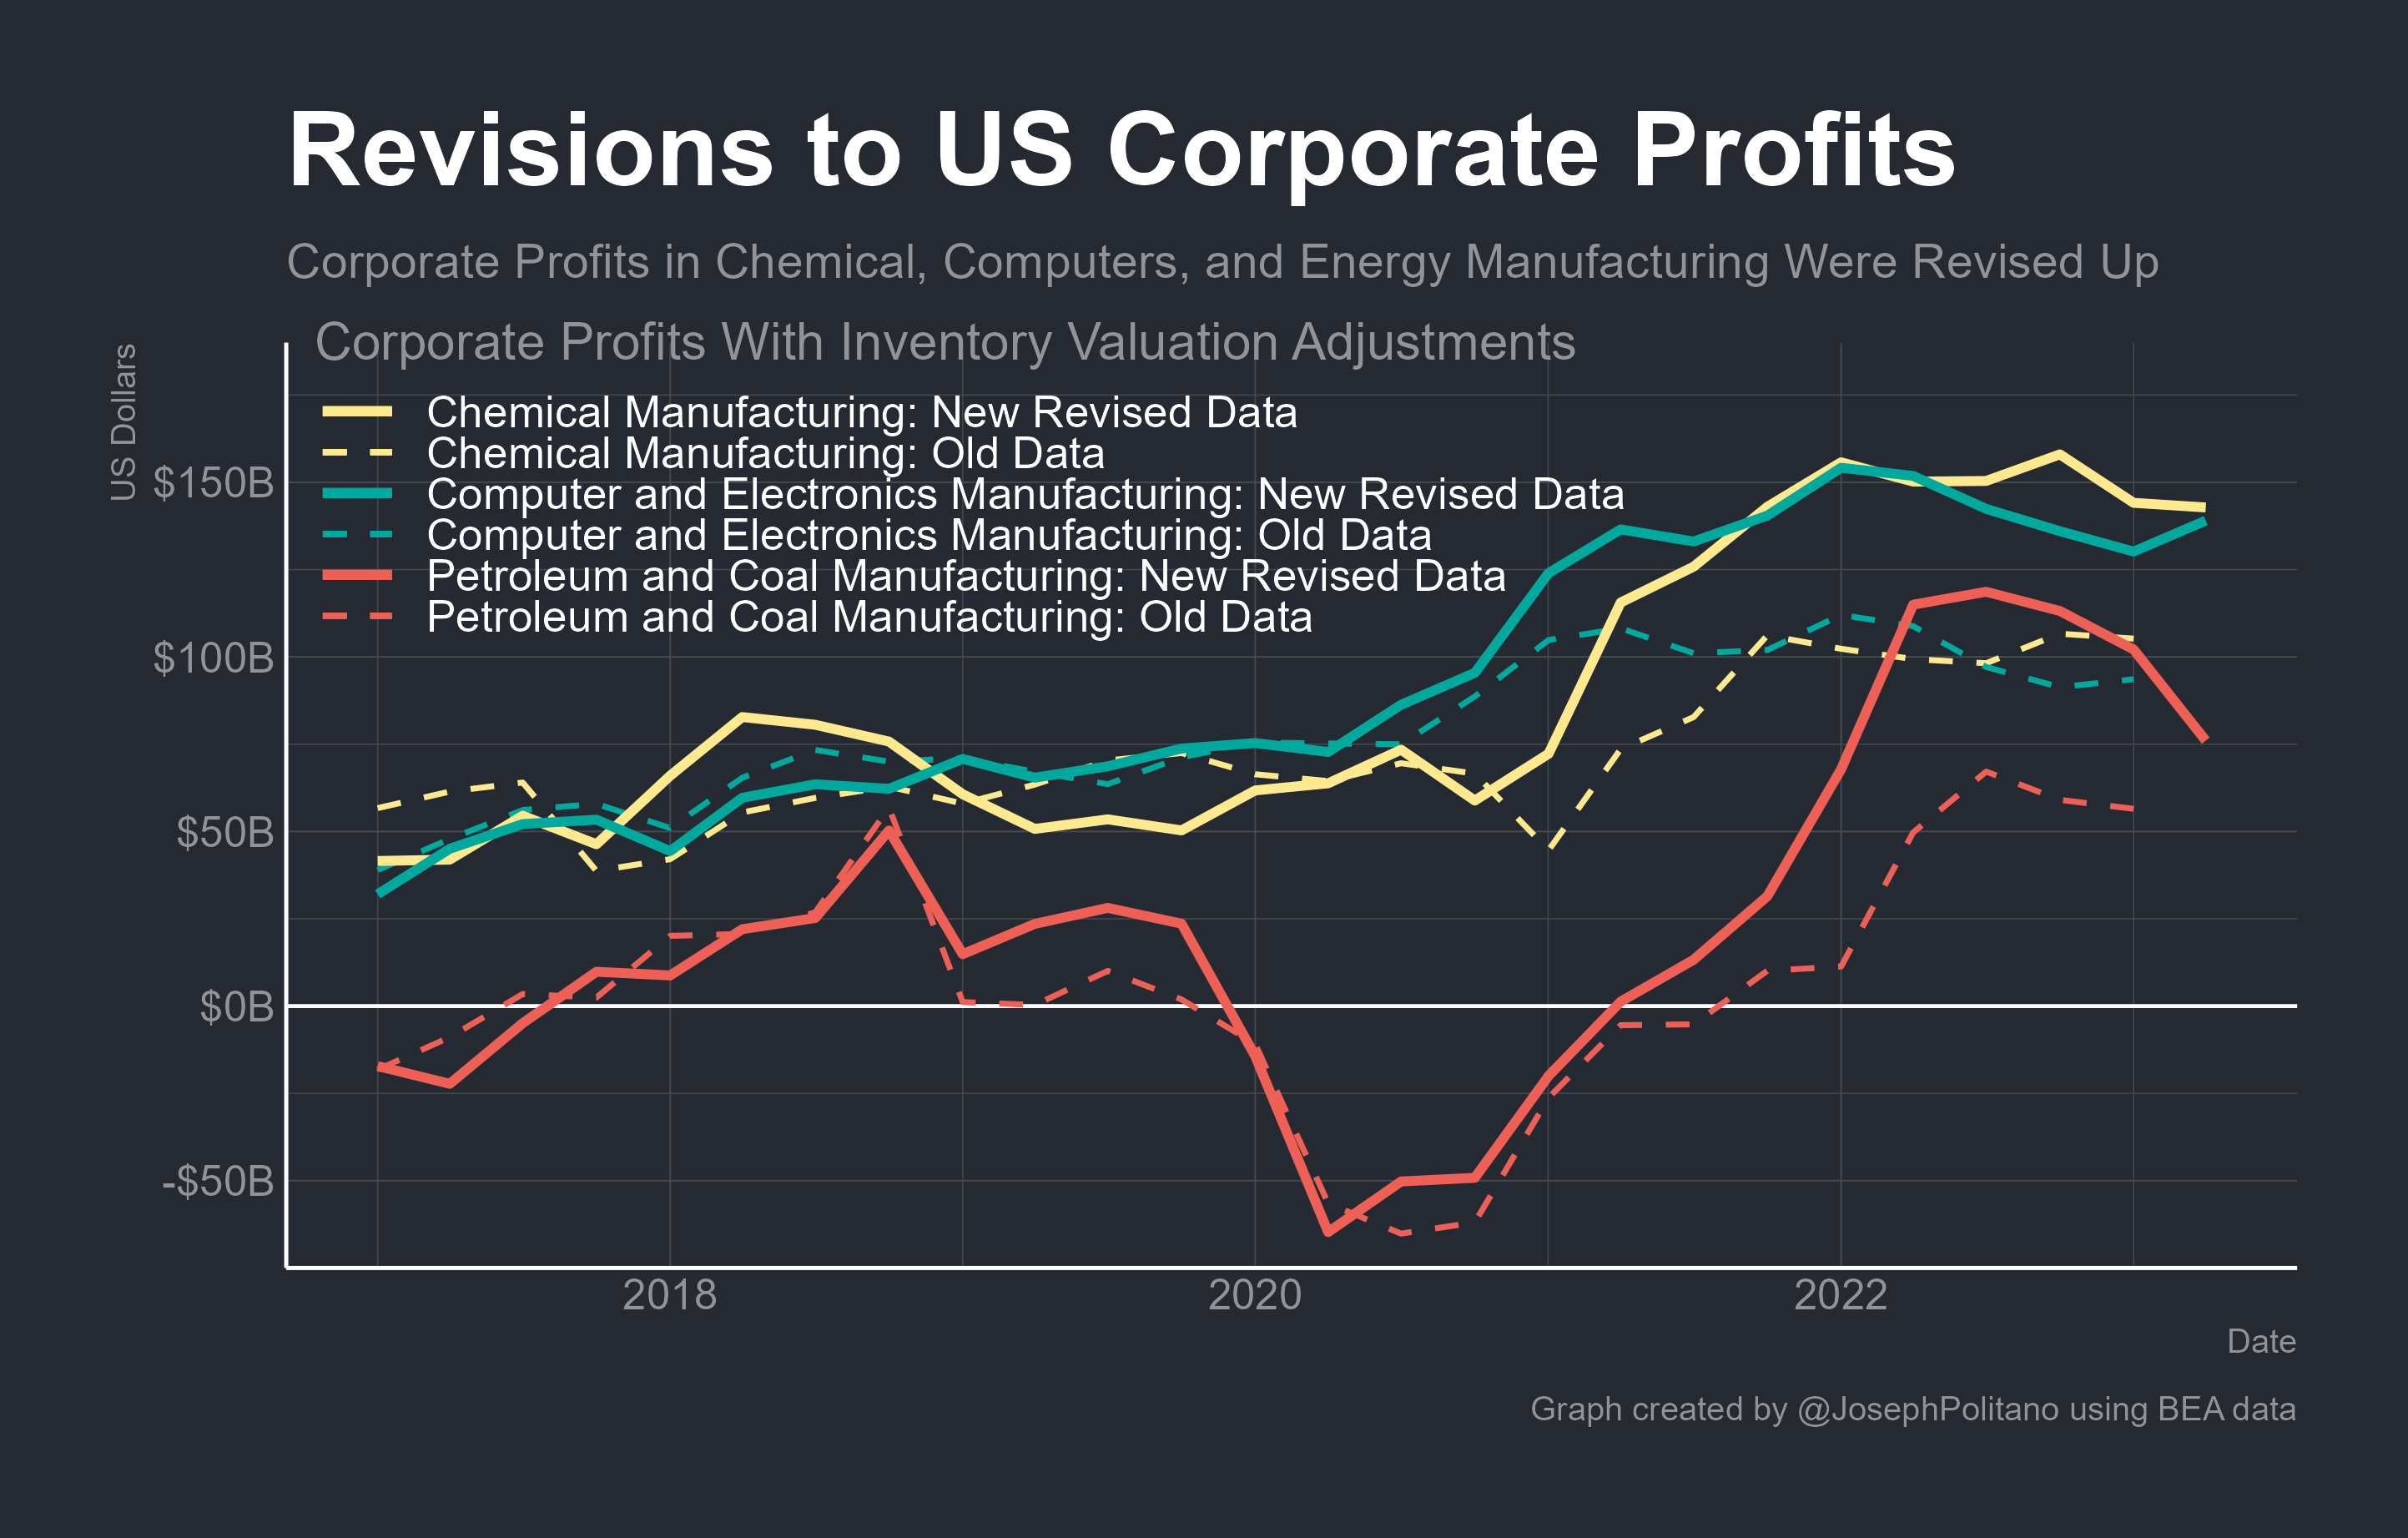 Revisions to US Corporate Profits
Corporate Profits in Chemical, Computers, and Energy Manufacturing Were Revised Up
Corporate Profits With Inventory Valuation Adjustments
US Dollars
Chemical Manufacturing: New Revised Data
Chemical Manufacturing: Old Data
Computer and Electronics Manufacturing: New Revised Data
Computer and Electronics Manufacturing: Old Data
Petroleum and Coal Manufacturing: New Revised Data
Petroleum and Coal Manufacturing: Old Data
$150B
$100B
$50B
$0B
-$50B
2018
2020
2022
Date
Graph created by @JosephPolitano using BEA data